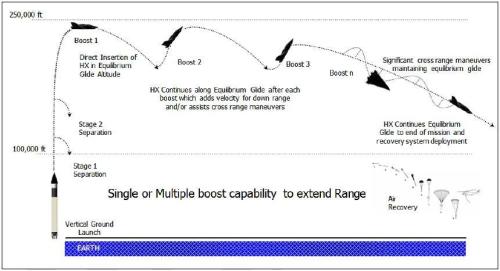 250,000 ft
Boost 1
Direct Insertion of
HX in Equilibrium
Glide Altitude
Boost 2
Boost 3
Boost n
Significant cross range maneuvers
maintaning equilibrium glide
HX Continues along Equilibrium Glide after each
boost which adds velocity for down range
and/or assists cross range maneuvers
HX Continues Equilibrium
Glide to end of mission and
recovery system deployment
Stage 2
Separation
100,000 ft
Stage 1
Separation
Single or Multiple boost capability to extend Range
Air
Recovery
Vertical Ground
Launch
EARTH